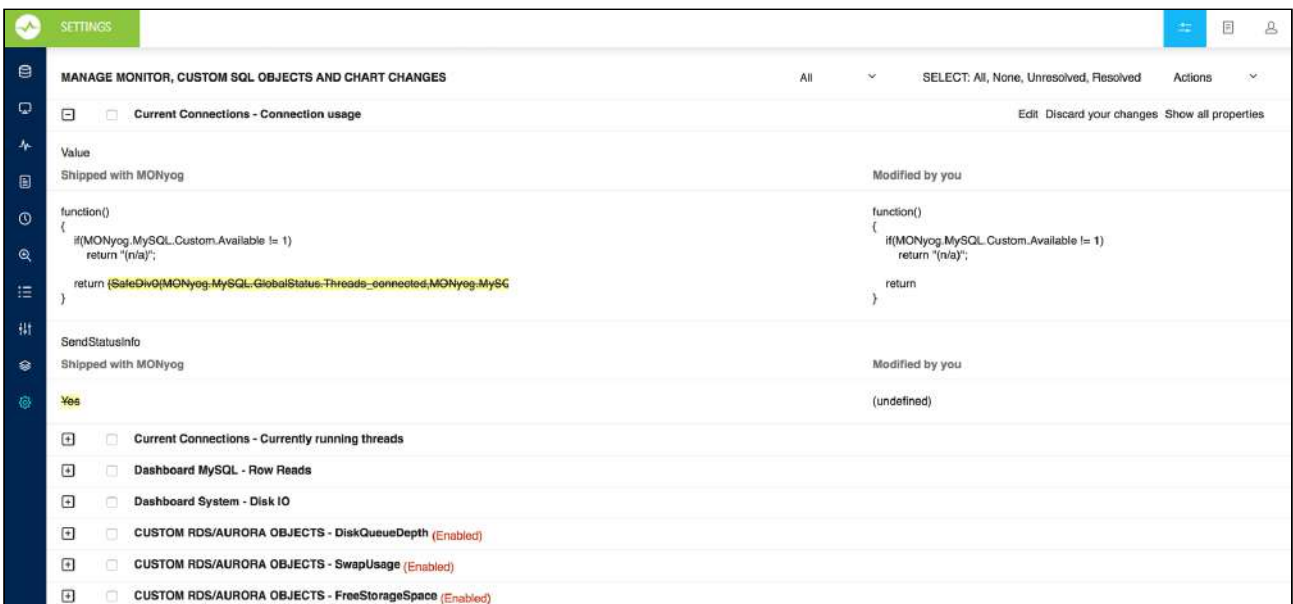 SETTINGS
MANAGE MONITOR, CUSTOM SQL OBJECTS AND CHART CHANGES All SELECT: All, None, Unresolved, Resolved Actions
Current Connections - Connection usage Edit Discard your changes Show all properties
Value
Shipped with MONyog Modified by you
function() function()
{ {
if(MONyog.MySQL.Custom.Available != 1) if(MONyog.MySQL.Custom.Available != 1)
return "(n/a)"; return "(n/a)";
return (SafeDiv0(MONyog.MySQL.GlobalStatus.Threads_connected,MONyog.MySQ return
} }
SendStatusInfo
Shipped with MONyog Modified by you
Yes (undefined)
Current Connections - Currently running threads
Dashboard MySQL - Row Reads
Dashboard System - Disk IO
CUSTOM RDS/AURORA OBJECTS - DiskQueueDepth (Enabled)
CUSTOM RDS/AURORA OBJECTS - SwapUsage (Enabled)
CUSTOM RDS/AURORA OBJECTS - FreeStorageSpace (Enabled)